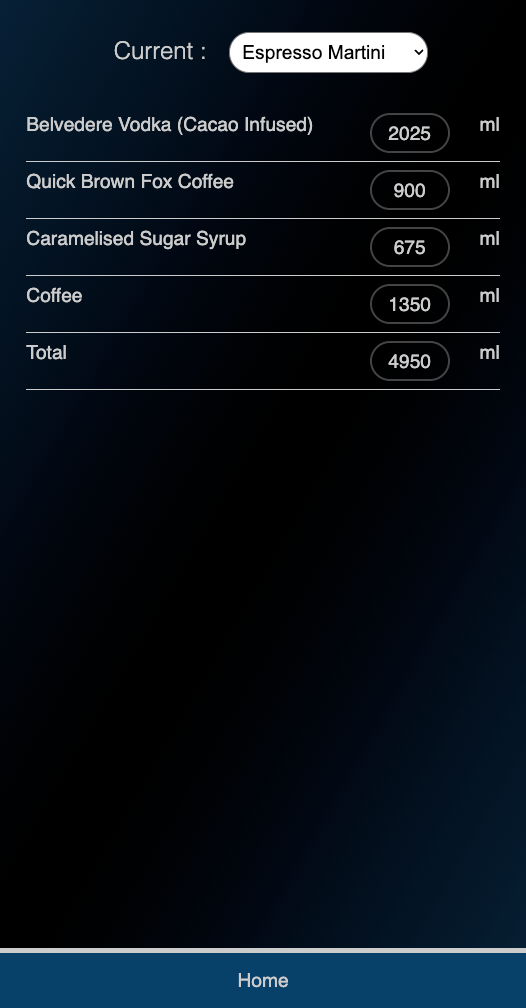 Current : Espresso Martini
Belvedere Vodka (Cacao Infused) 2025 ml
Quick Brown Fox Coffee 900 ml
Caramelised Sugar Syrup 675 ml
Coffee 1350 ml
Total 4950 ml
Home